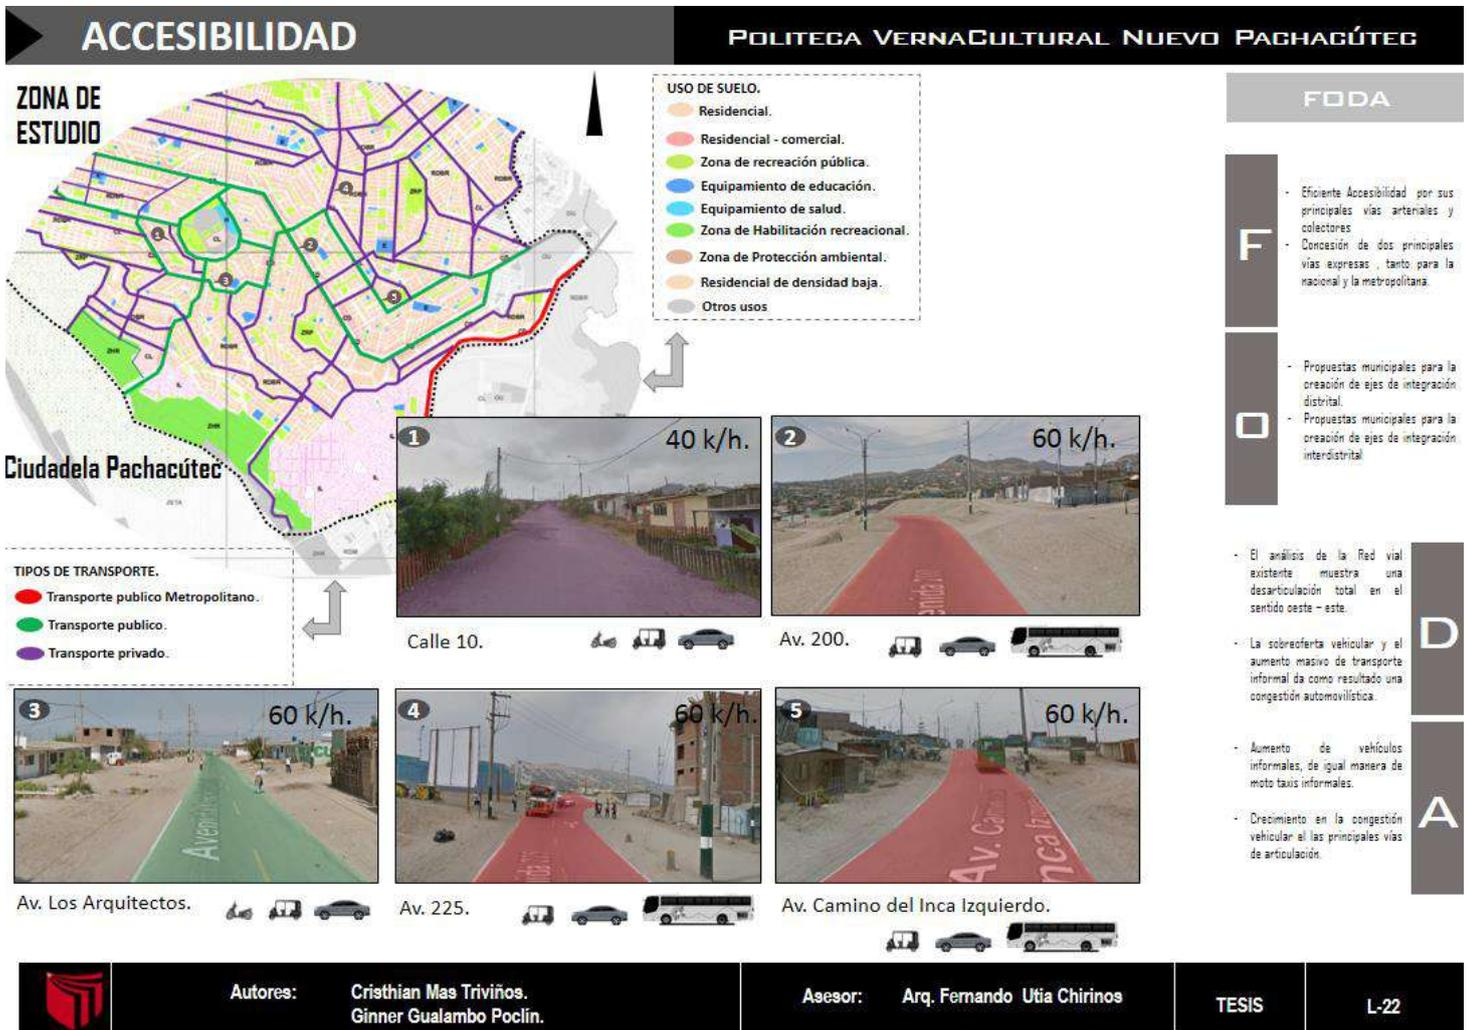 ACCESIBILIDAD
POLITECA VERNACULTURAL NUEVO PACHACÚTEC
ZONA DE
ESTUDIO
USO DE SUELO.
Residencial.
Residencial - comercial.
Zona de recreación pública.
Equipamiento de educación.
Equipamiento de salud.
Zona de Habilitación recreacional.
Zona de Protección ambiental.
Residencial de densidad baja.
Otros usos
Ciudadela Pachacútec
TIPOS DE TRANSPORTE.
Transporte publico Metropolitano.
Transporte publico.
Transporte privado.
1
40 k/h.
Calle 10.
2
60 k/h.
Av. 200.
3
60 k/h.
Av. Los Arquitectos.
4
60 k/h.
Av. 225.
5
60 k/h.
Av. Camino del Inca Izquierdo.
FODA
F
- Eficiente Accesibilidad por sus
principales vías arteriales y
colectores
- Concesión de dos principales
vías expresas , tanto para la
nacional y la metropolitana.
O
- Propuestas municipales para la
creación de ejes de integración
distrital.
- Propuestas municipales para la
creación de ejes de integración
interdistrital
D
- El análisis de la Red vial
existente muestra una
desarticulación total en el
sentido oeste – este.
- La sobreoferta vehicular y el
aumento masivo de transporte
informal da como resultado una
congestión automovilística.
A
- Aumento de vehículos
informales, de igual manera de
moto taxis informales.
- Crecimiento en la congestión
vehicular el las principales vías
de articulación.
Autores: Cristhian Mas Triviños.
Ginner Gualambo Poclin.
Asesor: Arq. Fernando Utia Chirinos
TESIS
L-22